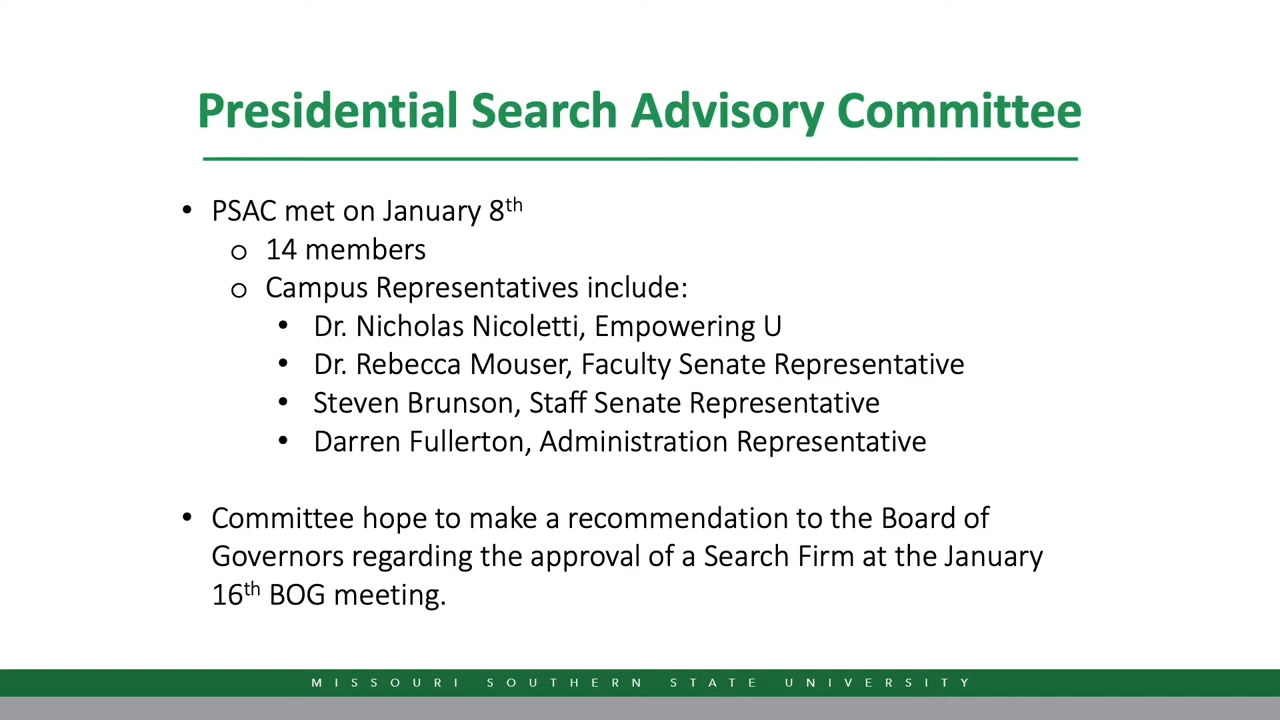 Presidential Search Advisory Committee
• PSAC met on January 8th
o 14 members
o Campus Representatives include:
• Dr. Nicholas Nicoletti, Empowering U
• Dr. Rebecca Mouser, Faculty Senate Representative
• Steven Brunson, Staff Senate Representative
• Darren Fullerton, Administration Representative
• Committee hope to make a recommendation to the Board of
Governors regarding the approval of a Search Firm at the January
16th BOG meeting.
MISSOURI SOUTHERN STATE UNIVERSITY